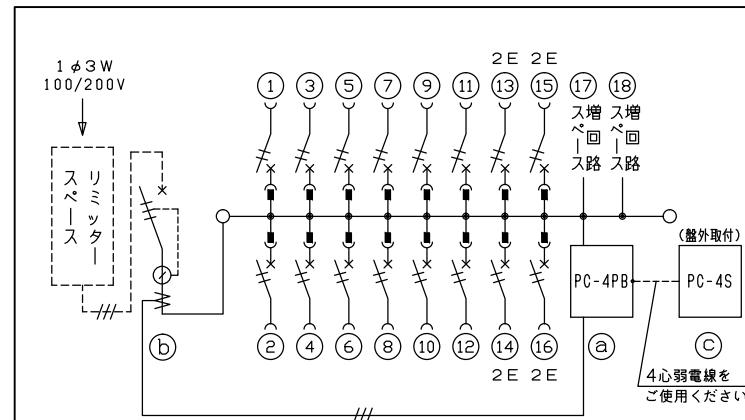 1φ3W
100/200V
リミッター
スペース
2E 2E
① ③ ⑤ ⑦ ⑨ ⑪ ⑬ ⑮ ⑰ ⑱
増回路
スペース
増回路
スペース
(盤外取付)
PC-4PB
PC-4S
ⓑ ② ④ ⑥ ⑧ ⑩ ⑫ ⑭ ⑯ ⓐ ⓒ
2E 2E
4心弱電線を
ご使用ください